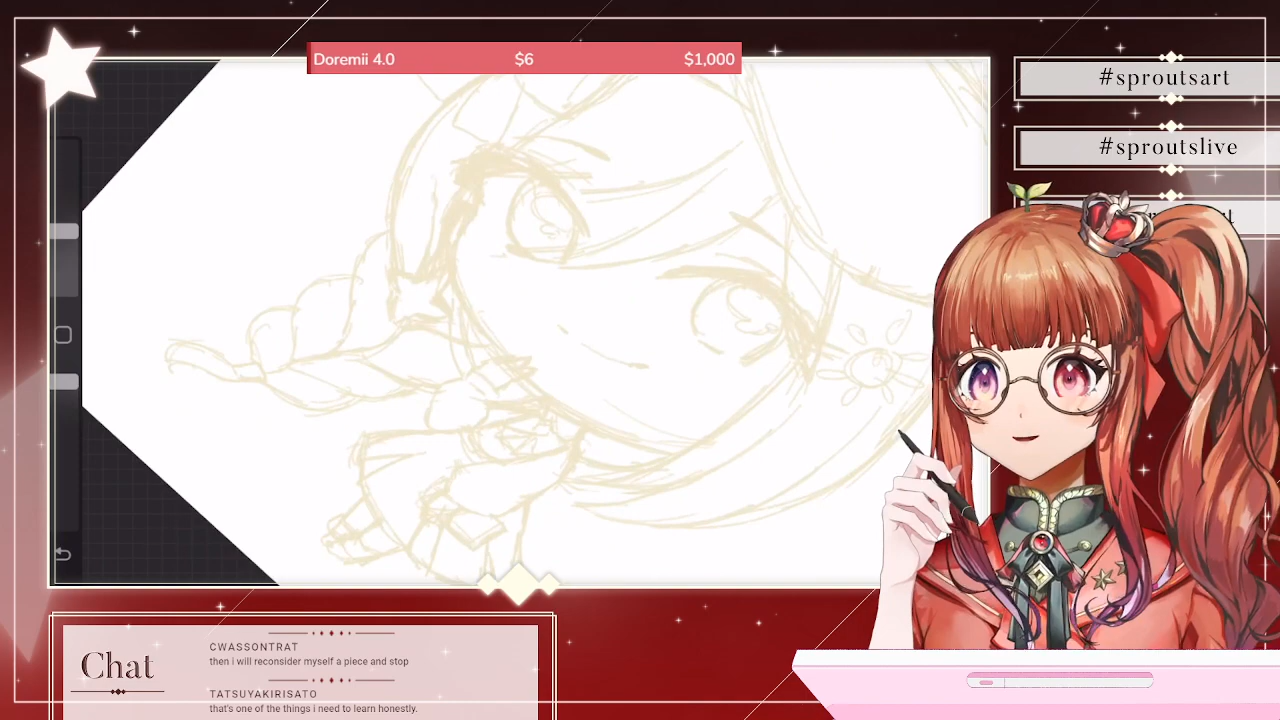 Doremii 4.0 $6 $1,000
#sproutsart
#sproutslive
Chat
CWASSONTRAT
then i will reconsider myself a piece and stop
TATSUYAKIRISATO
that's one of the things i need to learn honestly.